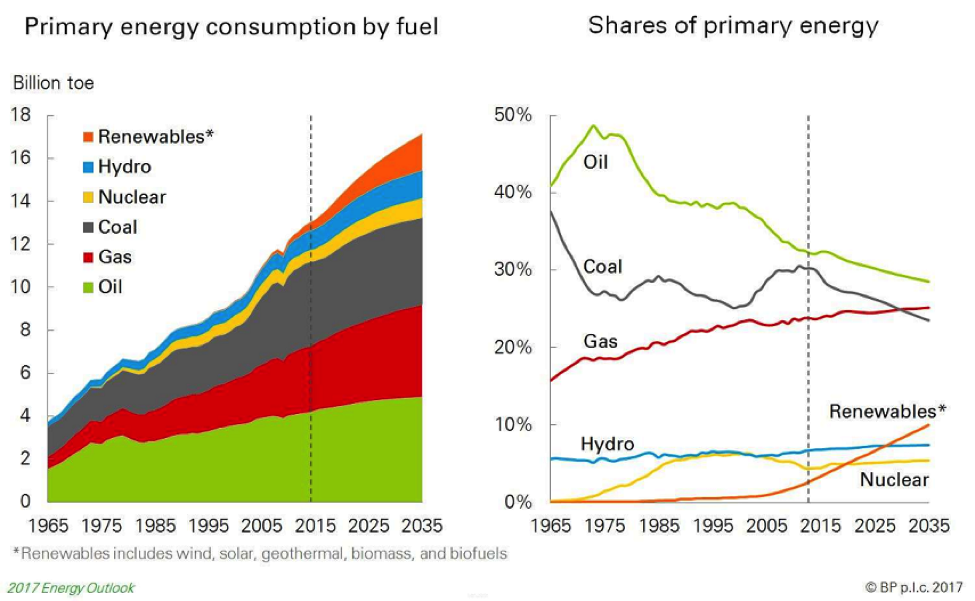 Primary energy consumption by fuel
Billion toe
18
16
14
12
10
8
6
4
2
0
Renewables*
Hydro
Nuclear
Coal
Gas
Oil
1965 1975 1985 1995 2005 2015 2025 2035
Shares of primary energy
50%
40%
30%
20%
10%
0%
Oil
Coal
Gas
Renewables*
Hydro
Nuclear
1965 1975 1985 1995 2005 2015 2025 2035
*Renewables includes wind, solar, geothermal, biomass, and biofuels
2017 Energy Outlook
© BP p.l.c. 2017